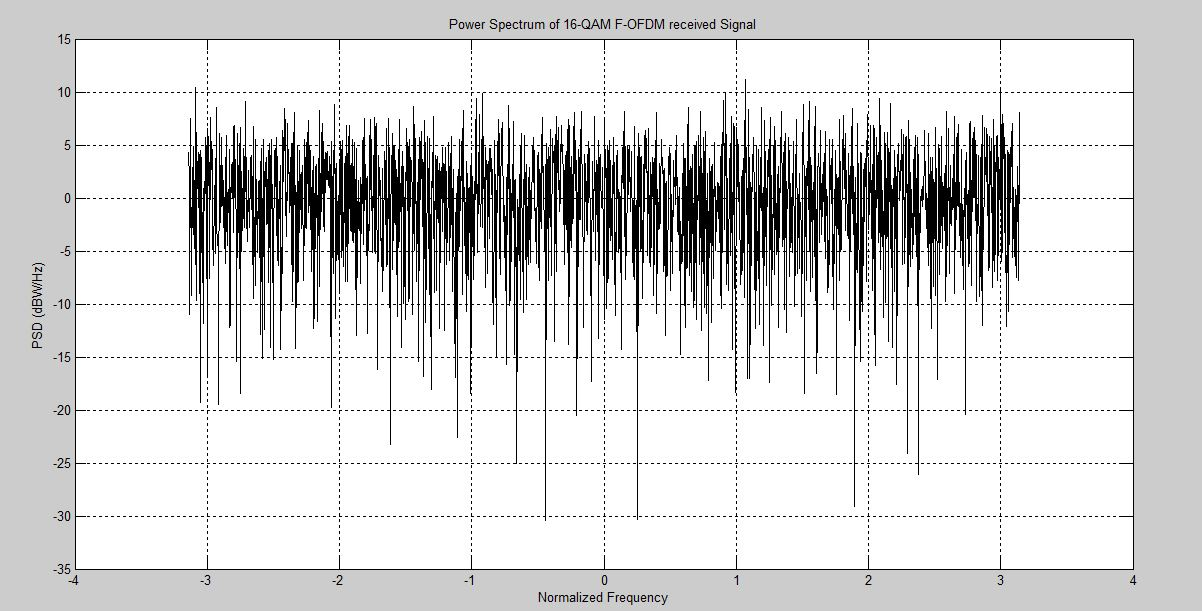 Power Spectrum of 16-QAM F-OFDM received Signal
15
10
5
0
-5
-10
-15
-20
-25
-30
-35
PSD (dBW/Hz)
-4 -3 -2 -1 0 1 2 3 4
Normalized Frequency